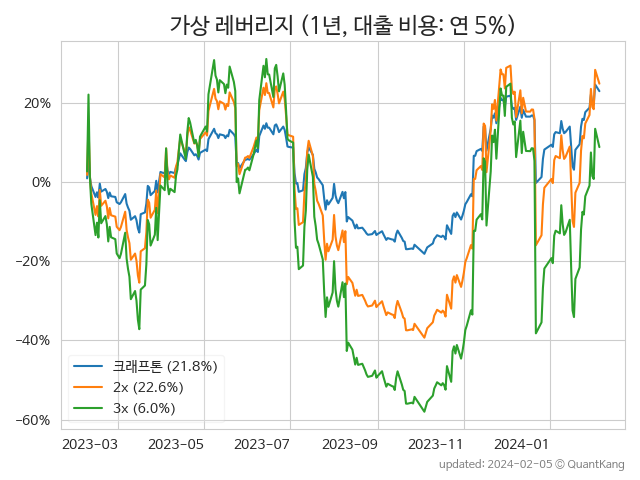 가상 레버리지 (1년, 대출 비용: 연 5%)
20%
0%
−20%
−40%
−60%
크래프톤 (21.8%)
2x (22.6%)
3x (6.0%)
2023-03 2023-05 2023-07 2023-09 2023-11 2024-01
updated: 2024-02-05 © QuantKang